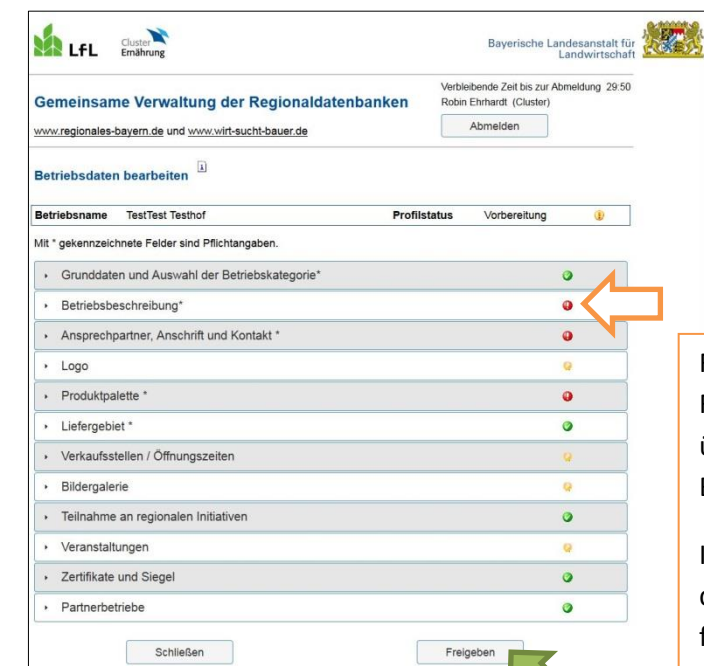 LfL
Cluster
Ernährung
Bayerische Landesanstalt für
Landwirtschaft
Gemeinsame Verwaltung der Regionaldatenbanken
Verbleibende Zeit bis zur Abmeldung 29:50
Robin Ehrhardt (Cluster)
www.regionales-bayern.de und www.wirt-sucht-bauer.de
Abmelden
Betriebsdaten bearbeiten
Betriebsname TestTest Testhof Profilstatus Vorbereitung
Mit * gekennzeichnete Felder sind Pflichtangaben.
Grunddaten und Auswahl der Betriebskategorie*
Betriebsbeschreibung*
Ansprechpartner, Anschrift und Kontakt *
Logo
Produktpalette *
Liefergebiet *
Verkaufsstellen / Öffnungszeiten
Bildergalerie
Teilnahme an regionalen Initiativen
Veranstaltungen
Zertifikate und Siegel
Partnerbetriebe
Schließen Freigeben